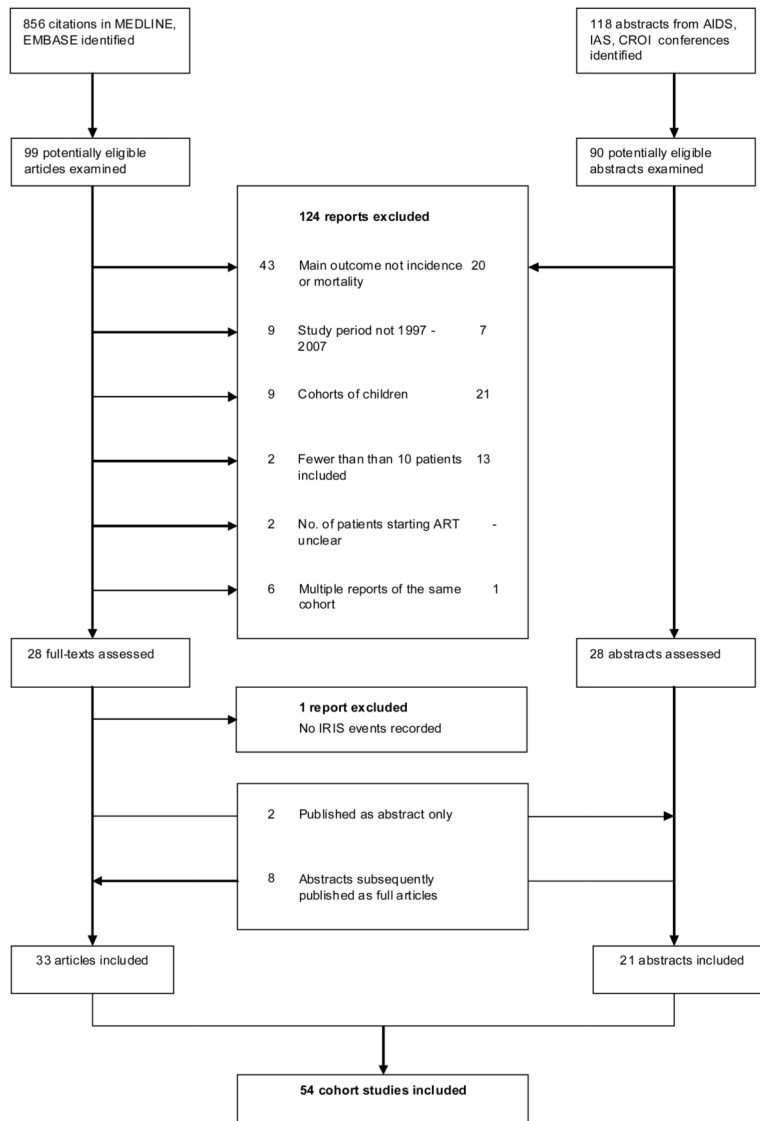 856 citations in MEDLINE,
EMBASE identified
118 abstracts from AIDS,
IAS, CROI conferences
identified
99 potentially eligible
articles examined
90 potentially eligible
abstracts examined
124 reports excluded
43 Main outcome not incidence 20
or mortality
9 Study period not 1997 - 7
2007
9 Cohorts of children 21
2 Fewer than than 10 patients 13
included
2 No. of patients starting ART -
unclear
6 Multiple reports of the same 1
cohort
28 full-texts assessed
28 abstracts assessed
1 report excluded
No IRIS events recorded
2 Published as abstract only
8 Abstracts subsequently
published as full articles
33 articles included
21 abstracts included
54 cohort studies included